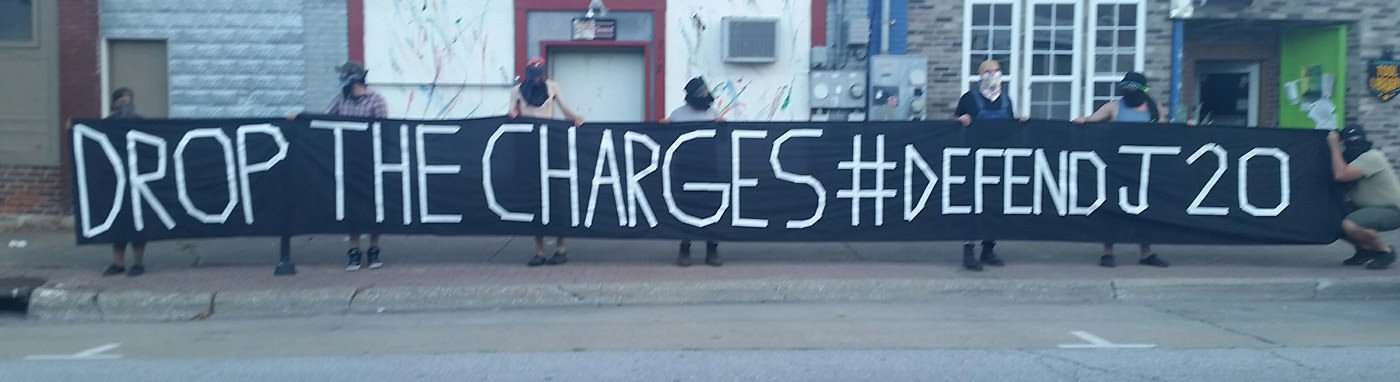 DROP THE CHARGES #DEFENDJ20